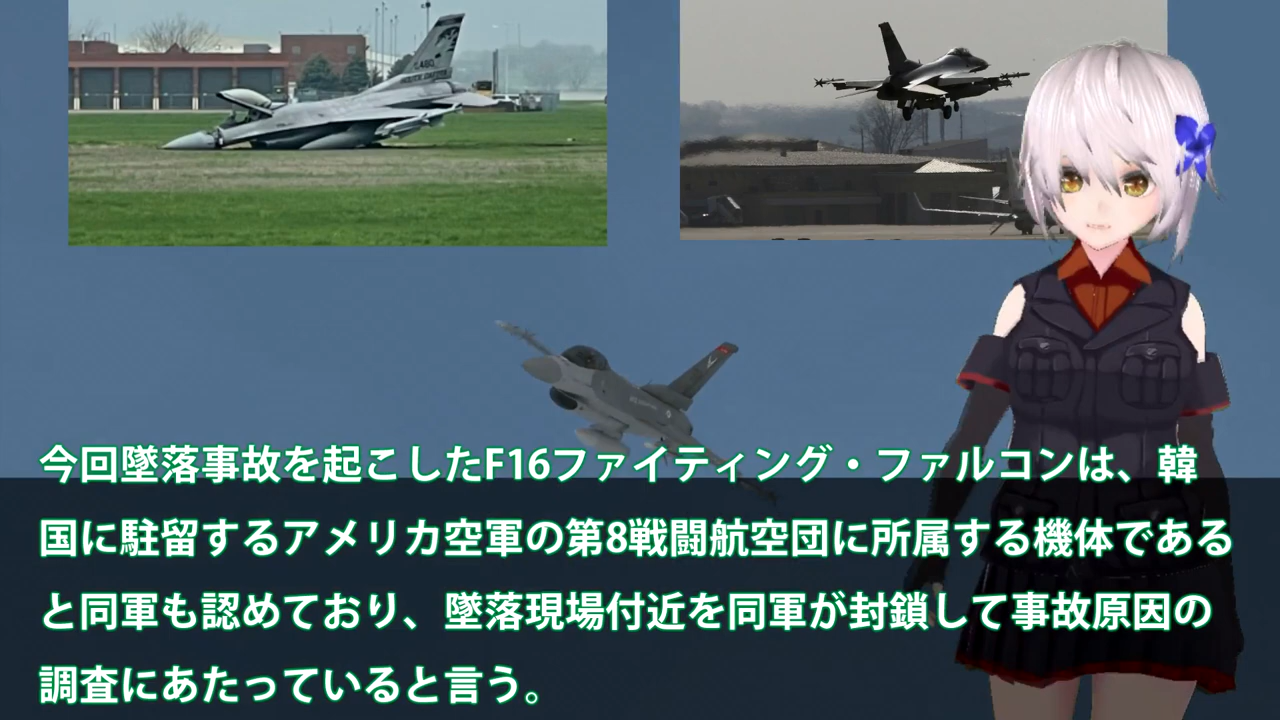 今回墜落事故を起こしたF16ファイティング・ファルコンは、韓
国に駐留するアメリカ空軍の第8戦闘航空団に所属する機体である
と同軍も認めており、墜落現場付近を同軍が封鎖して事故原因の
調査にあたっていると言う。